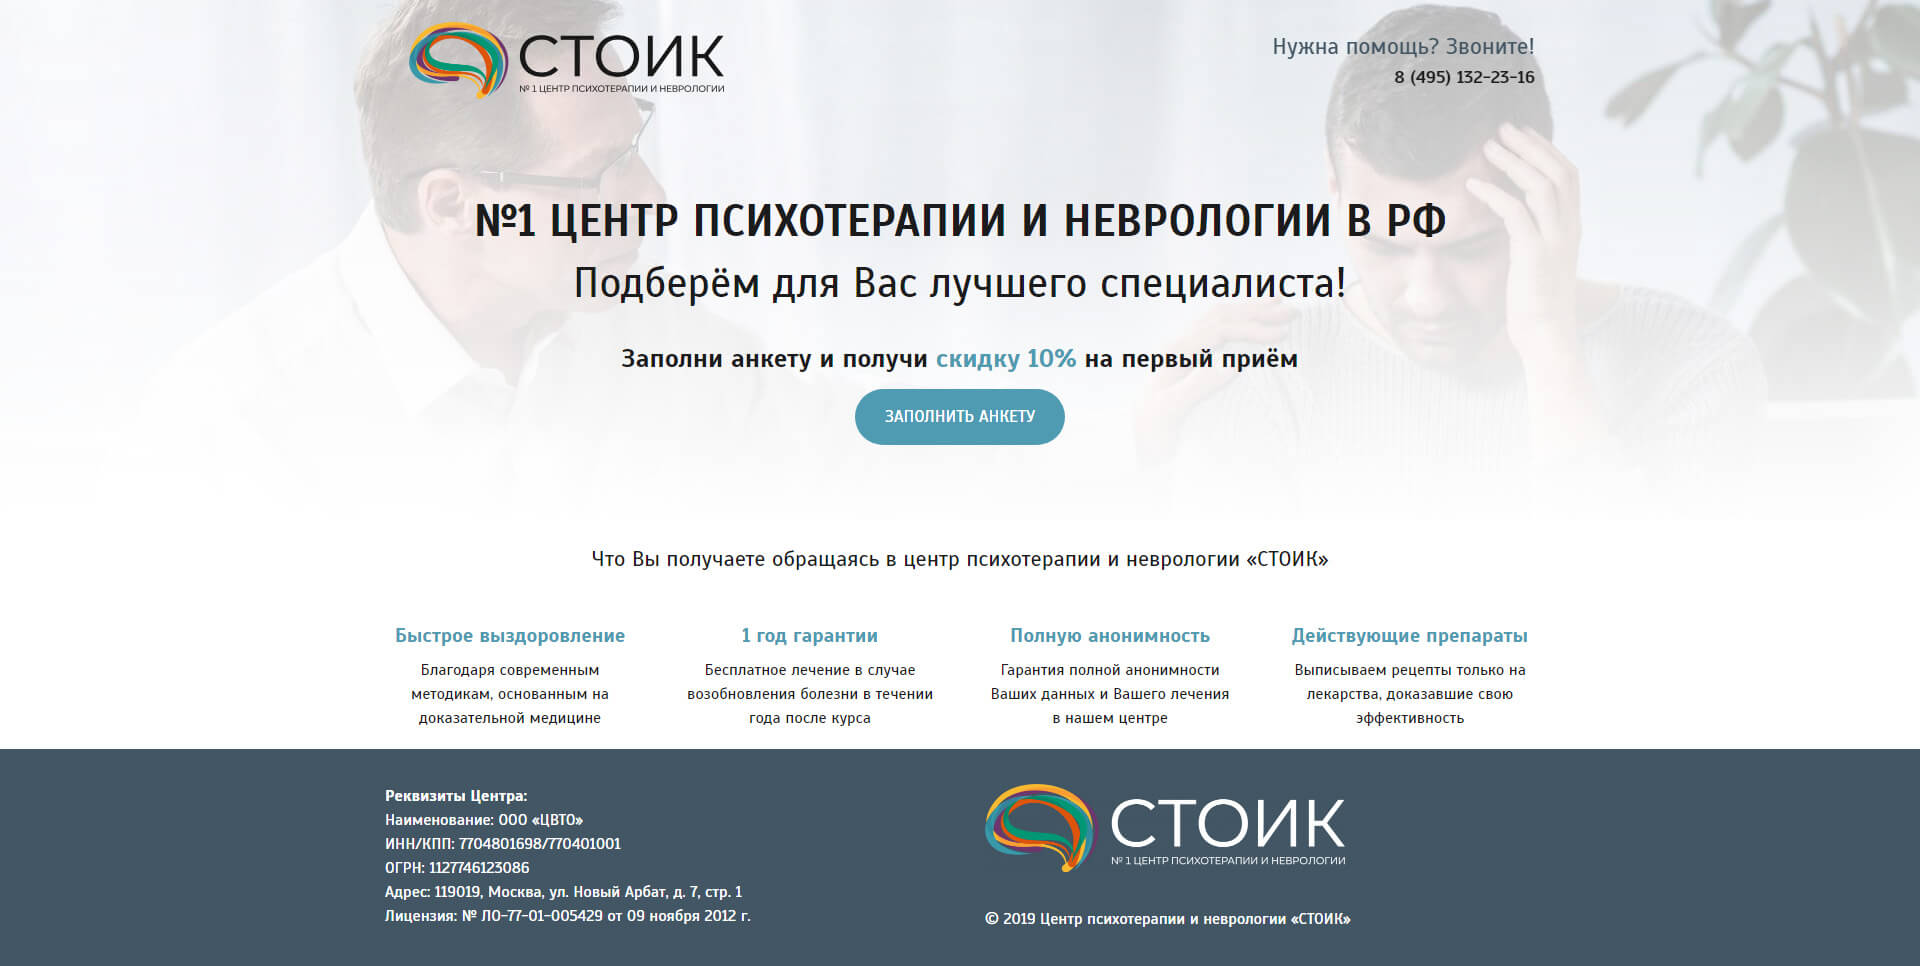 СТОИК
№ 1 ЦЕНТР ПСИХОТЕРАПИИ И НЕВРОЛОГИИ
Нужна помощь? Звоните!
8 (495) 132-23-16
№1 ЦЕНТР ПСИХОТЕРАПИИ И НЕВРОЛОГИИ В РФ
Подберём для Вас лучшего специалиста!
Заполни анкету и получи скидку 10% на первый приём
ЗАПОЛНИТЬ АНКЕТУ
Что Вы получаете обращаясь в центр психотерапии и неврологии «СТОИК»
Быстрое выздоровление
Благодаря современным
методикам, основанным на
доказательной медицине
1 год гарантии
Бесплатное лечение в случае
возобновления болезни в течении
года после курса
Полную анонимность
Гарантия полной анонимности
Ваших данных и Вашего лечения
в нашем центре
Действующие препараты
Выписываем рецепты только на
лекарства, доказавшие свою
эффективность
Реквизиты Центра:
Наименование: ООО «ЦВТО»
ИНН/КПП: 7704801698/770401001
ОГРН: 1127746123086
Адрес: 119019, Москва, ул. Новый Арбат, д. 7, стр. 1
Лицензия: № ЛО-77-01-005429 от 09 ноября 2012 г.
СТОИК
№ 1 ЦЕНТР ПСИХОТЕРАПИИ И НЕВРОЛОГИИ
© 2019 Центр психотерапии и неврологии «СТОИК»